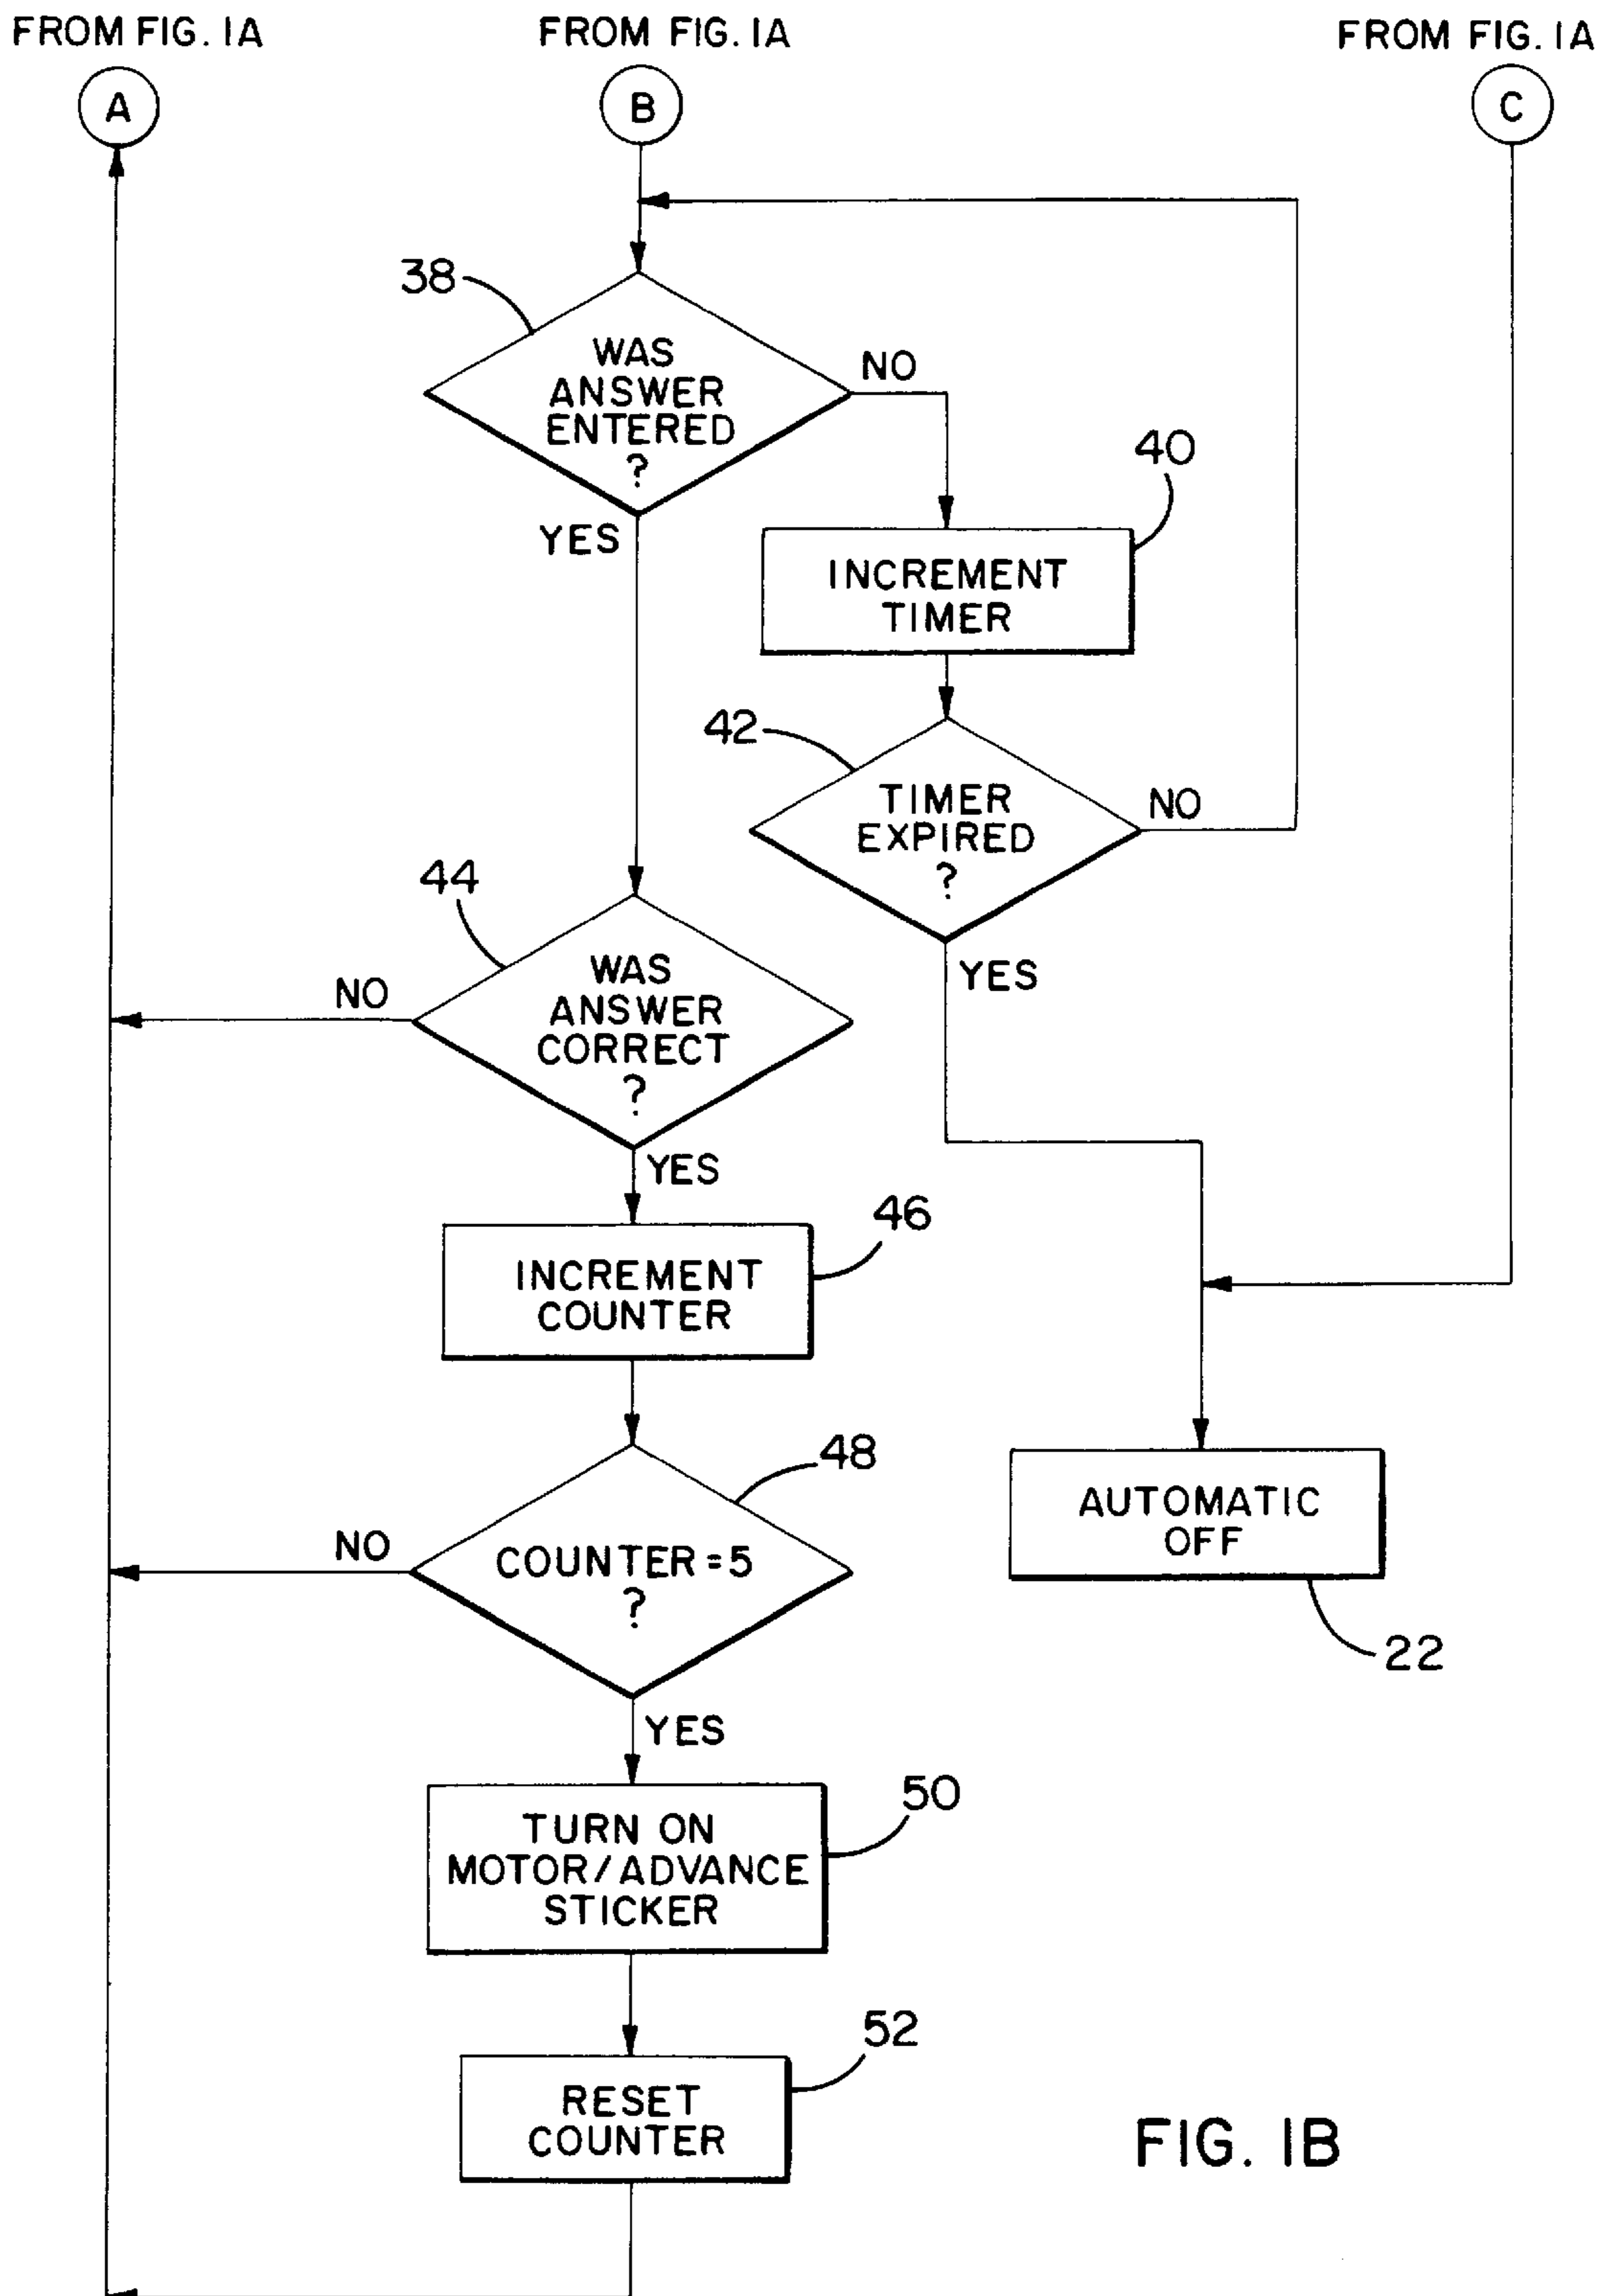 FROM FIG. 1A
FROM FIG. 1A
FROM FIG. 1A
A
B
C
38
WAS
ANSWER
ENTERED
?
NO
YES
40
INCREMENT
TIMER
42
TIMER
EXPIRED
?
NO
YES
44
WAS
ANSWER
CORRECT
?
NO
YES
46
INCREMENT
COUNTER
48
COUNTER=5
?
NO
YES
AUTOMATIC
OFF
22
50
TURN ON
MOTOR/ADVANCE
STICKER
52
RESET
COUNTER
FIG. 1B